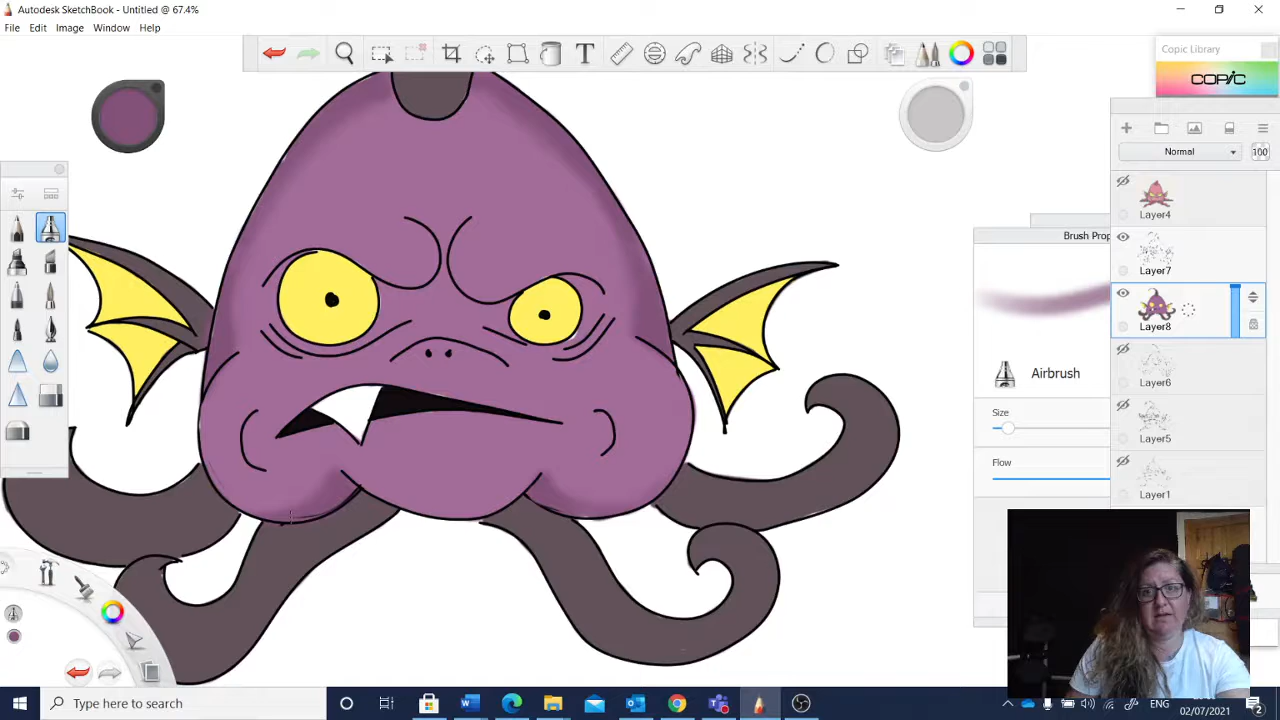 Autodesk SketchBook - Untitled @ 67.4%
File Edit Image Window Help
Copic Library
COPIC
Normal
100
Layer4
Layer7
Brush Prop
Layer8
Airbrush
Layer6
Size
Layer5
Flow
Layer1
Type here to search
ENG
02/07/2021
2